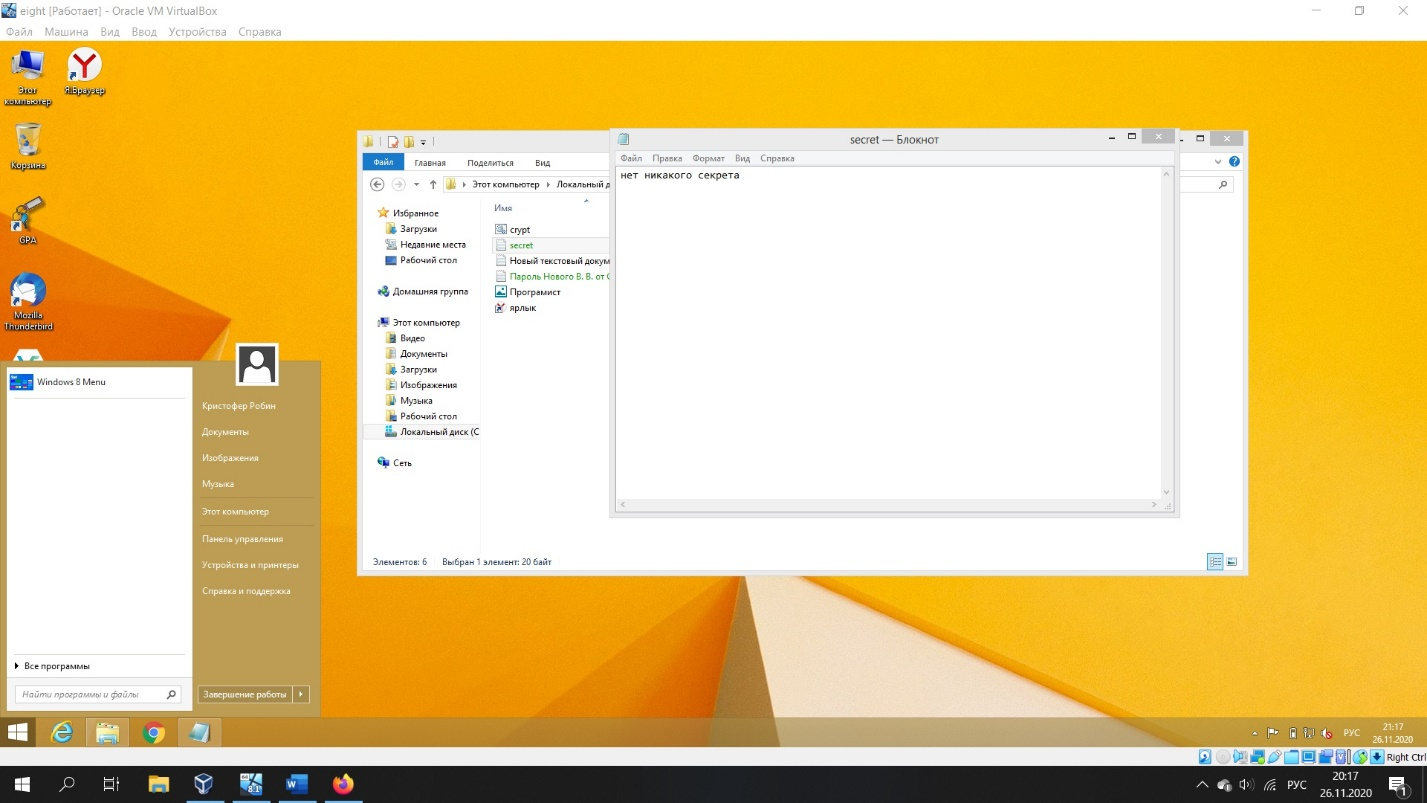 eight [Работает] - Oracle VM VirtualBox
Файл Машина Вид Ввод Устройства Справка
Этот компьютер
Я.Браузер
Корзина
GPA
Mozilla Thunderbird
Файл Главная Поделиться Вид
Этот компьютер Локальный д
Избранное
Загрузки
Недавние места
Рабочий стол
Домашняя группа
Этот компьютер
Видео
Документы
Загрузки
Изображения
Музыка
Рабочий стол
Локальный диск (C
Сеть
Имя
crypt
secret
Новый текстовый докум
Пароль Нового В. В. от
Програмист
ярлык
Элементов: 6 Выбран 1 элемент: 20 байт
secret — Блокнот
Файл Правка Формат Вид Справка
нет никакого секрета
Windows 8 Menu
Все программы
Найти программы и файлы
Кристофер Робин
Документы
Изображения
Музыка
Этот компьютер
Панель управления
Устройства и принтеры
Справка и поддержка
Завершение работы
РУС
21:17
26.11.2020
Right Ctrl
8.1
W
РУС
20:17
26.11.2020
1